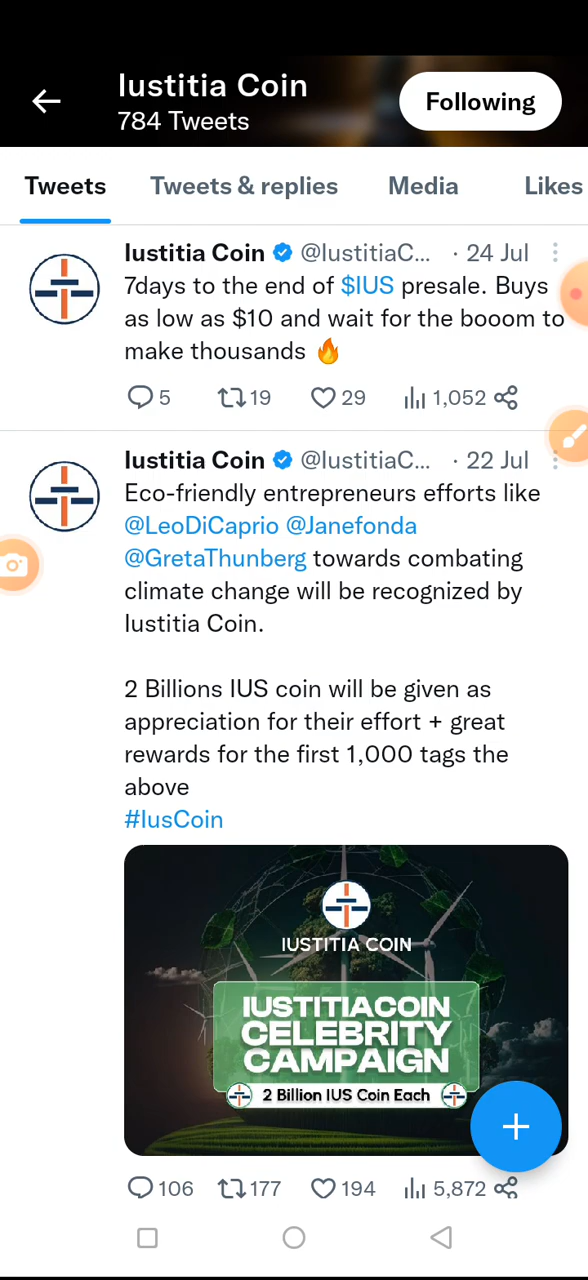 Iustitia Coin
784 Tweets
Following
Tweets Tweets & replies Media Likes
Iustitia Coin @IustitiaC... · 24 Jul
7days to the end of $IUS presale. Buys
as low as $10 and wait for the booom to
make thousands 🔥
5 19 29 1,052
Iustitia Coin @IustitiaC... · 22 Jul
Eco-friendly entrepreneurs efforts like
@LeoDiCaprio @Janefonda
@GretaThunberg towards combating
climate change will be recognized by
Iustitia Coin.
2 Billions IUS coin will be given as
appreciation for their effort + great
rewards for the first 1,000 tags the
above
#IusCoin
IUSTITIA COIN
IUSTITIACOIN
CELEBRITY
CAMPAIGN
2 Billion IUS Coin Each
106 177 194 5,872